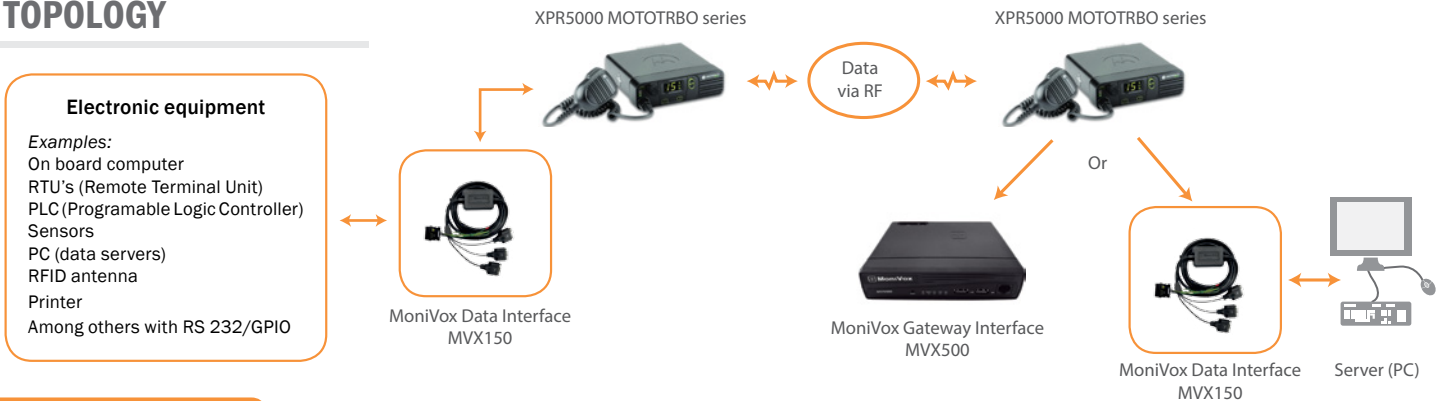 TOPOLOGY
XPR5000 MOTOTRBO series
XPR5000 MOTOTRBO series
Data
via RF
Electronic equipment
Examples:
On board computer
RTU's (Remote Terminal Unit)
PLC (Programable Logic Controller)
Sensors
PC (data servers)
RFID antenna
Printer
Among others with RS 232/GPIO
MoniVox Data Interface
MVX150
Or
MONIVOX
MoniVox Gateway Interface
MVX500
MoniVox Data Interface
MVX150
Server (PC)